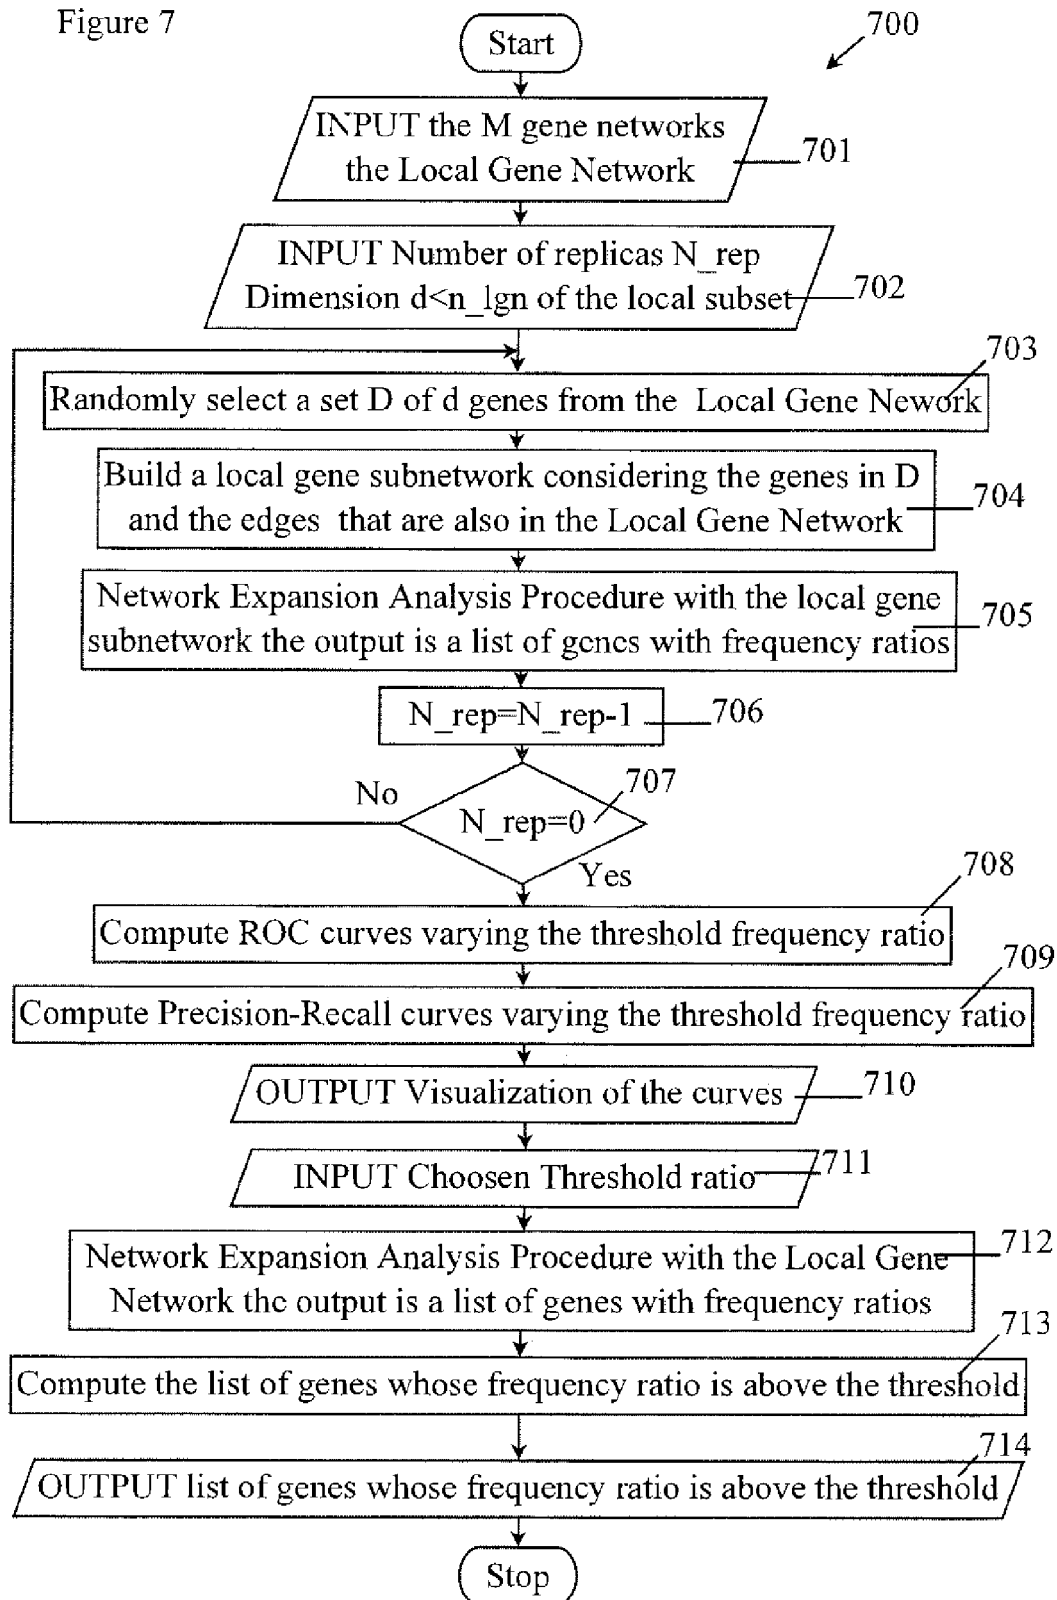 Figure 7
700
Start
INPUT the M gene networks
the Local Gene Network
701
INPUT Number of replicas N_rep
Dimension d<n_lgn of the local subset
702
703
Randomly select a set D of d genes from the Local Gene Nework
Build a local gene subnetwork considering the genes in D
and the edges that are also in the Local Gene Network
704
Network Expansion Analysis Procedure with the local gene
subnetwork the output is a list of genes with frequency ratios
705
N_rep=N_rep-1
706
707
No
N_rep=0
Yes
708
Compute ROC curves varying the threshold frequency ratio
709
Compute Precision-Recall curves varying the threshold frequency ratio
OUTPUT Visualization of the curves
710
INPUT Choosen Threshold ratio
711
Network Expansion Analysis Procedure with the Local Gene
Network the output is a list of genes with frequency ratios
712
713
Compute the list of genes whose frequency ratio is above the threshold
714
OUTPUT list of genes whose frequency ratio is above the threshold
Stop